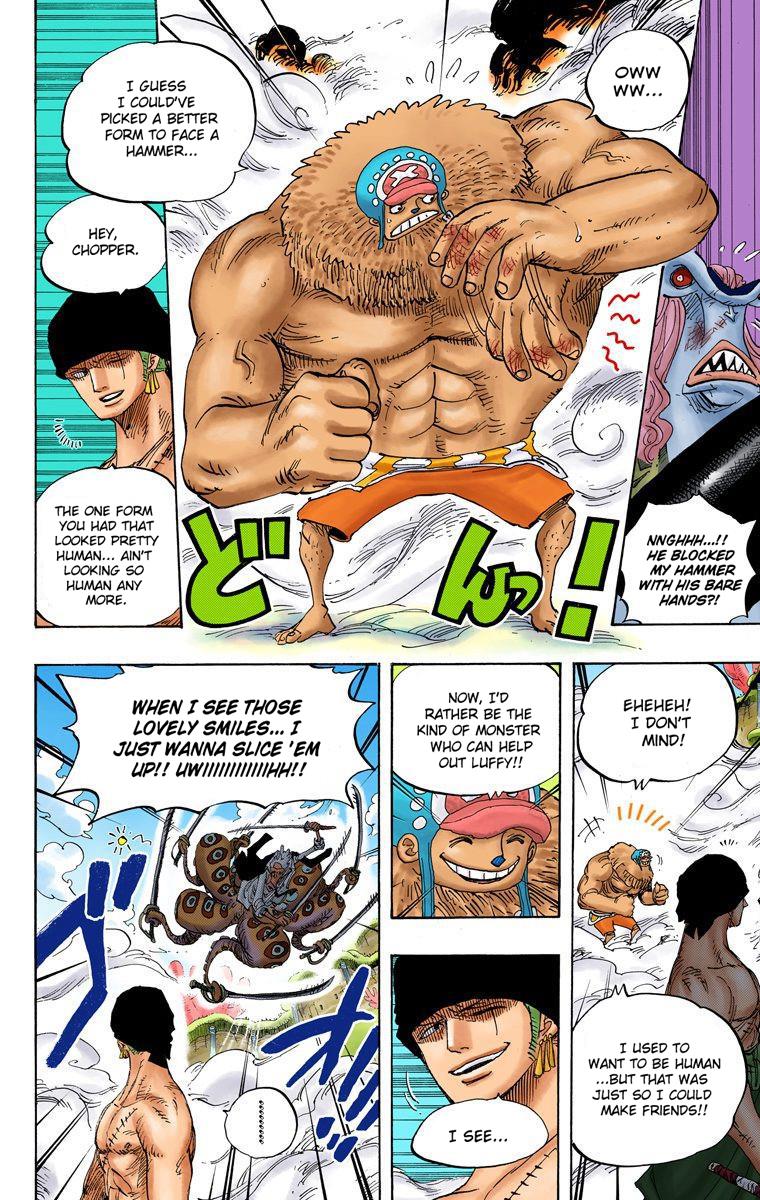 OWW
WW...
NNGHHH...!!
HE BLOCKED
MY HAMMER
WITH HIS BARE
HANDS?!
どんっ!
I GUESS
I COULD'VE
PICKED A BETTER
FORM TO FACE A
HAMMER...
HEY,
CHOPPER.
THE ONE FORM
YOU HAD THAT
LOOKED PRETTY
HUMAN... AIN'T
LOOKING SO
HUMAN ANY
MORE.
EHEHEH!
I DON'T
MIND!
I USED TO
WANT TO BE HUMAN
...BUT THAT WAS
JUST SO I COULD
MAKE FRIENDS!!
NOW, I'D
RATHER BE THE
KIND OF MONSTER
WHO CAN HELP
OUT LUFFY!!
I SEE...
WHEN I SEE THOSE
LOVELY SMILES... I
JUST WANNA SLICE 'EM
UP!! UWIIIIIIIIIIIIHH!!